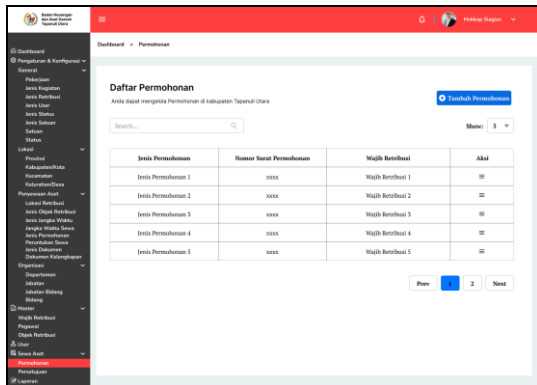 Badan Keuangan
dan Aset Daerah
Tapanuli Utara
Hokkop Siagian
Dashboard > Permohonan
Dashboard
Pengaturan & Konfigurasi
General
Pekerjaan
Jenis Kegiatan
Jenis Retribusi
Jenis User
Jenis Status
Jenis Satuan
Satuan
Status
Lokasi
Provinsi
Kabupaten/Kota
Kecamatan
Kelurahan/Desa
Penyewaan Aset
Lokasi Retribusi
Jenis Objek Retribusi
Jenis Jangka Waktu
Jangka Waktu Sewa
Jenis Permohonan
Peruntukan Sewa
Jenis Dokumen
Dokumen Kelengkapan
Organisasi
Departemen
Jabatan
Jabatan Bidang
Bidang
Master
Wajib Retribusi
Pegawai
Objek Retribusi
User
Sewa Aset
Permohonan
Persetujuan
Laporan
Daftar Permohonan
Anda dapat mengelola Permohonan di kabupaten Tapanuli Utara
Tambah Permohonan
Search...
Show: 5
Jenis Permohonan Nomor Surat Permohonan Wajib Retribusi Aksi
Jenis Permohonan 1 xxxx Wajib Retribusi 1
Jenis Permohonan 2 xxxx Wajib Retribusi 2
Jenis Permohonan 3 xxxx Wajib Retribusi 3
Jenis Permohonan 4 xxxx Wajib Retribusi 4
Jenis Permohonan 5 xxxx Wajib Retribusi 5
Prev 1 2 Next